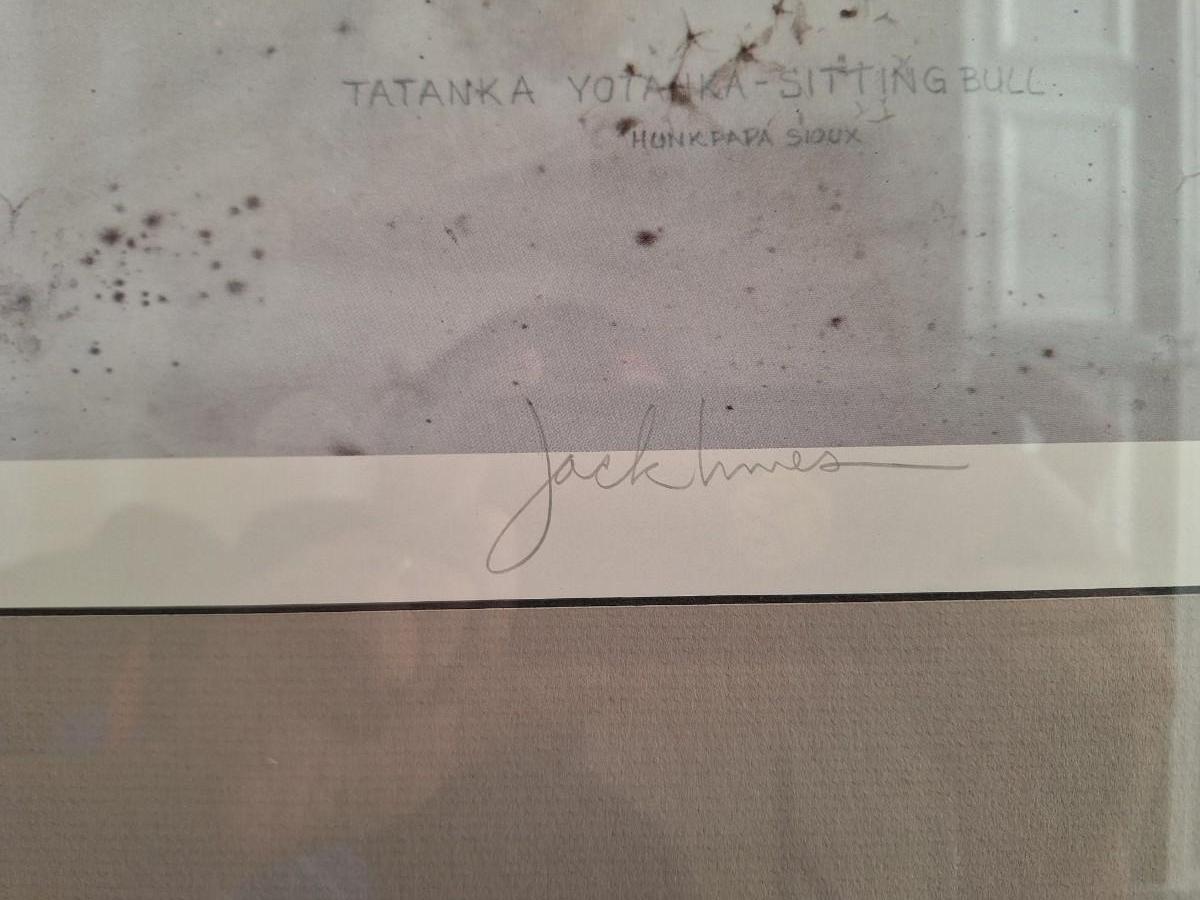 TATANKA YOTANKA-SITTING BULL.
HUNKPAPA SIOUX
Jack